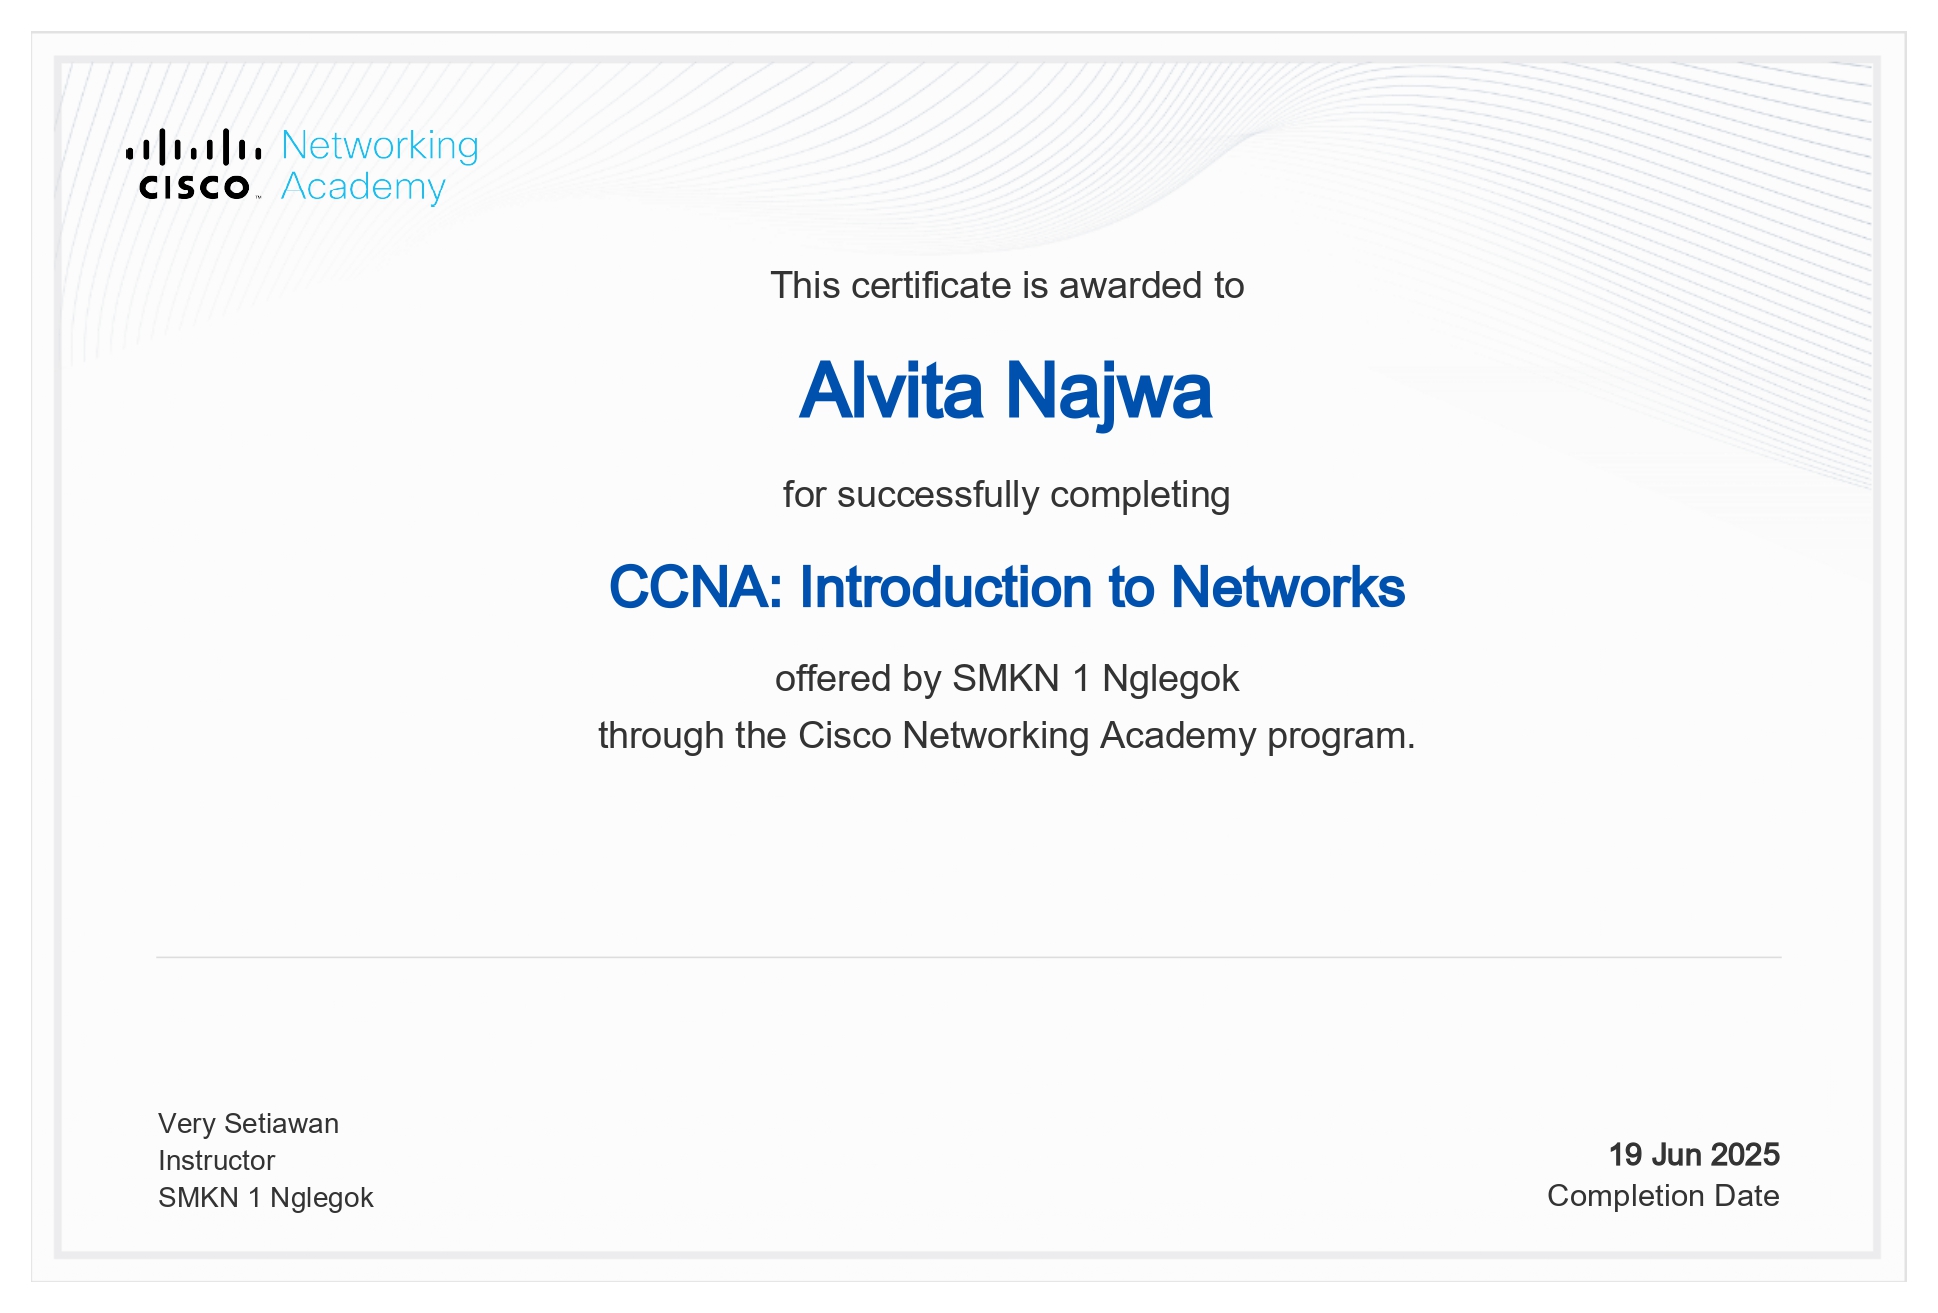 Networking
CISCO™ Academy
This certificate is awarded to
Alvita Najwa
for successfully completing
CCNA: Introduction to Networks
offered by SMKN 1 Nglegok
through the Cisco Networking Academy program.
Very Setiawan
Instructor
SMKN 1 Nglegok
19 Jun 2025
Completion Date